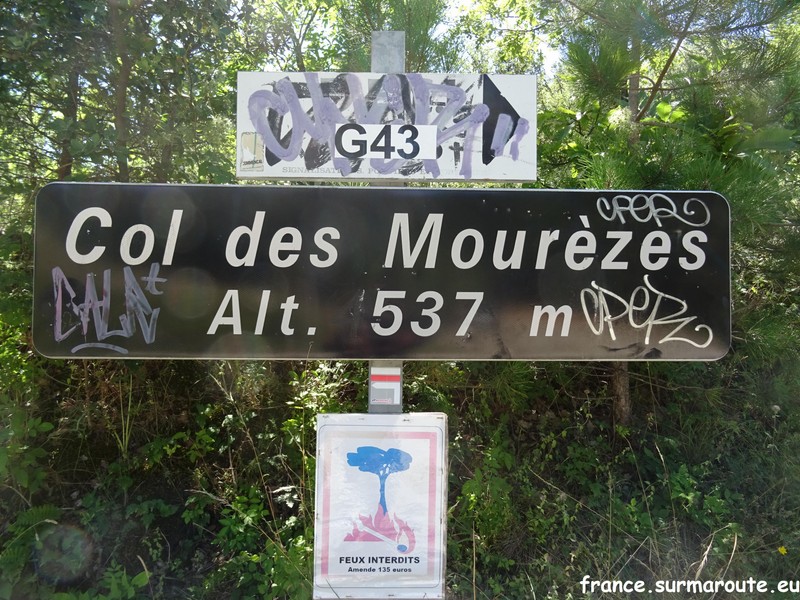 G43
Col des Mourèzes
Alt. 537 m
FEUX INTERDITS
Amende 135 euros
france.surmaroute.eu